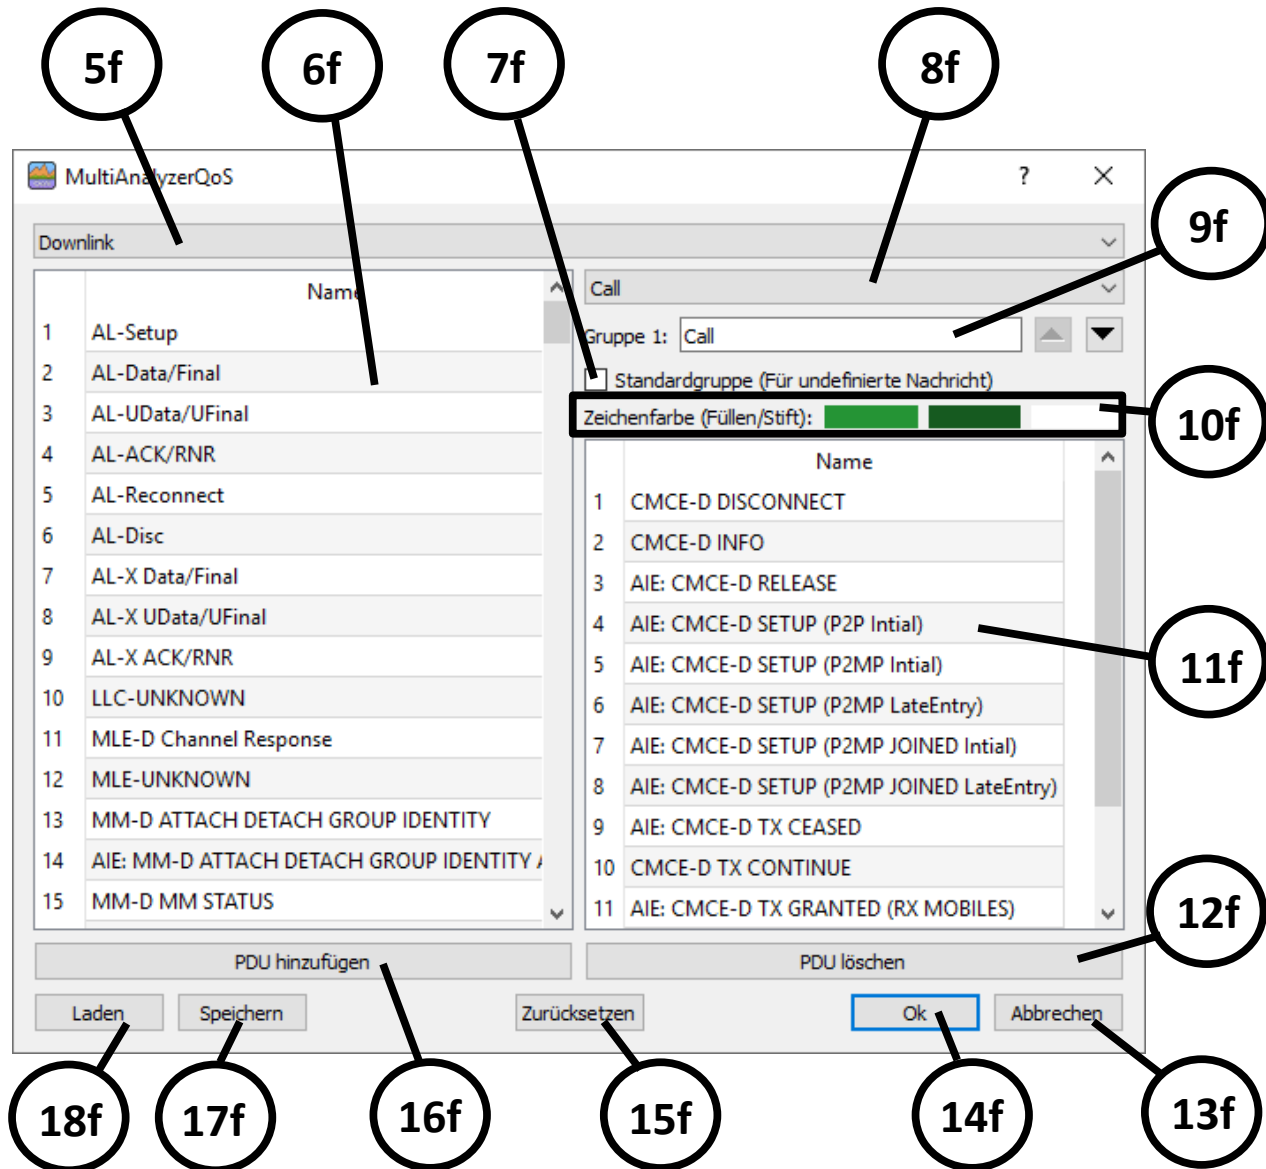 5f
6f
7f
8f
MultiAnalyzerQoS
?
9f
Downlink
Name
1 AL-Setup
2 AL-Data/Final
3 AL-UData/UFinal
4 AL-ACK/RNR
5 AL-Reconnect
6 AL-Disc
7 AL-X Data/Final
8 AL-X UData/UFinal
9 AL-X ACK/RNR
10 LLC-UNKNOWN
11 MLE-D Channel Response
12 MLE-UNKNOWN
13 MM-D ATTACH DETACH GROUP IDENTITY
14 AIE: MM-D ATTACH DETACH GROUP IDENTITY
15 MM-D MM STATUS
PDU hinzufügen
Call
Gruppe 1: Call
Standardgruppe (Für undefinierte Nachricht)
Zeichenfarbe (Füllen/Stift):
10f
Name
1 CMCE-D DISCONNECT
2 CMCE-D INFO
3 AIE: CMCE-D RELEASE
4 AIE: CMCE-D SETUP (P2P Intial)
5 AIE: CMCE-D SETUP (P2MP Intial)
6 AIE: CMCE-D SETUP (P2MP LateEntry)
7 AIE: CMCE-D SETUP (P2MP JOINED Intial)
8 AIE: CMCE-D SETUP (P2MP JOINED LateEntry)
9 AIE: CMCE-D TX CEASED
10 CMCE-D TX CONTINUE
11 AIE: CMCE-D TX GRANTED (RX MOBILES)
11f
12f
PDU löschen
Laden
Speichern
Zurücksetzen
Ok
Abbrechen
18f
17f
16f
15f
14f
13f